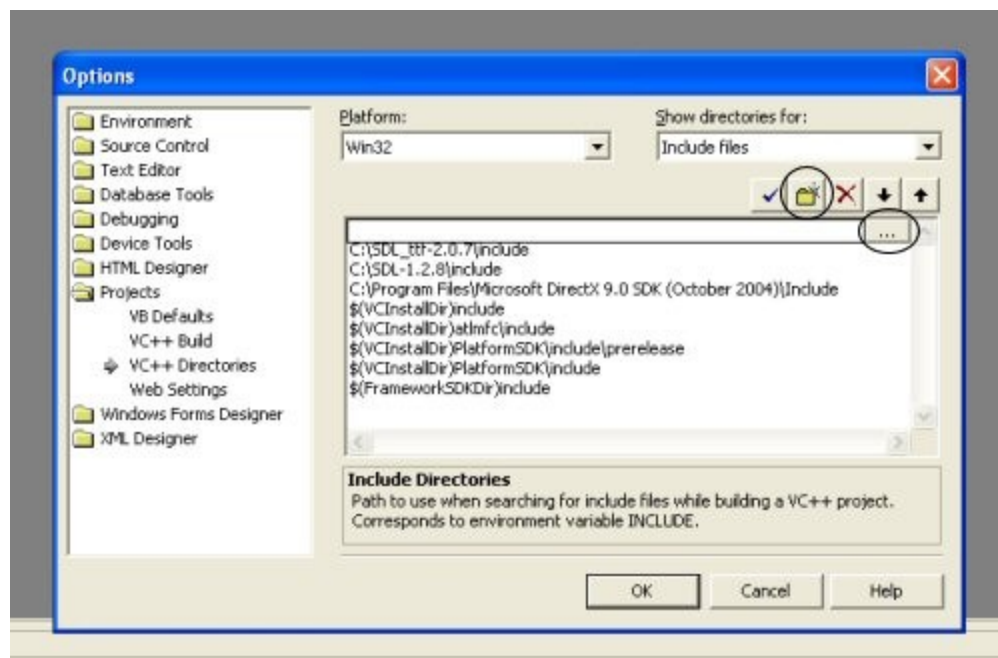 Options
Environment
Source Control
Text Editor
Database Tools
Debugging
Device Tools
HTML Designer
Projects
VB Defaults
VC++ Build
VC++ Directories
Web Settings
Windows Forms Designer
XML Designer
Platform:
Win32
Show directories for:
Include files
...
C:\SDL_ttf-2.0.7\include
C:\SDL-1.2.8\include
C:\Program Files\Microsoft DirectX 9.0 SDK (October 2004)\Include
$(VCInstallDir)include
$(VCInstallDir)atlmfc\include
$(VCInstallDir)PlatformSDK\include\prerelease
$(VCInstallDir)PlatformSDK\include
$(FrameworkSDKDir)include
Include Directories
Path to use when searching for include files while building a VC++ project.
Corresponds to environment variable INCLUDE.
OK
Cancel
Help